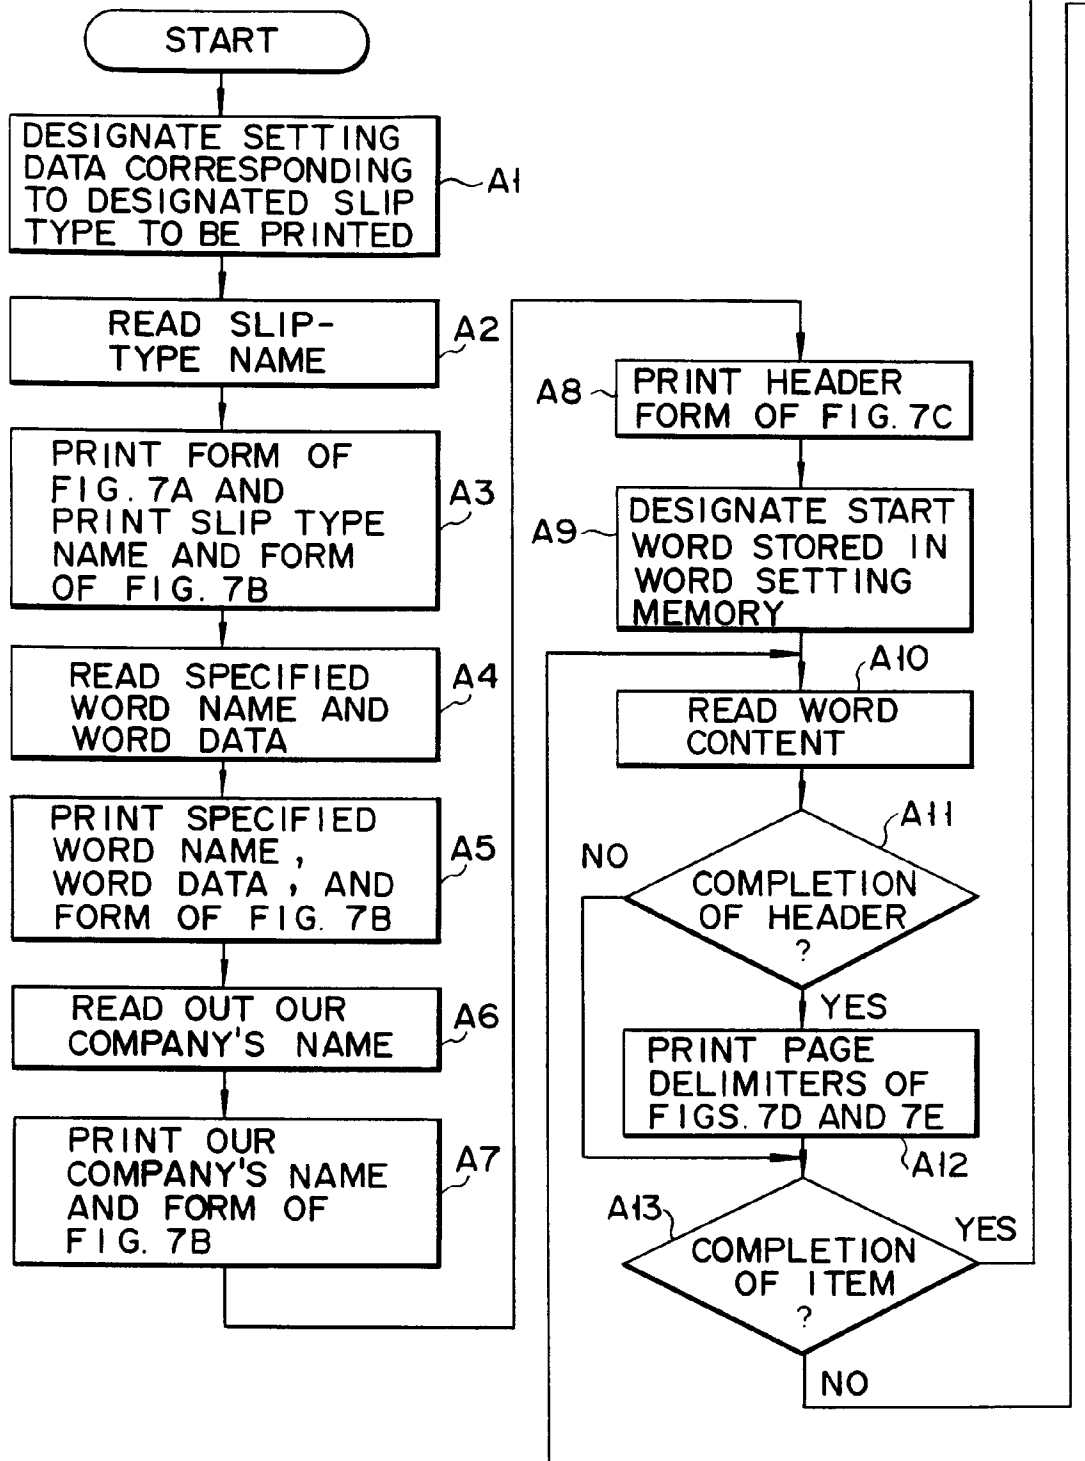 START
DESIGNATE SETTING
DATA CORRESPONDING
TO DESIGNATED SLIP
TYPE TO BE PRINTED
A1
READ SLIP-
TYPE NAME
A2
PRINT FORM OF
FIG. 7A AND
PRINT SLIP TYPE
NAME AND FORM
OF FIG. 7B
A3
READ SPECIFIED
WORD NAME AND
WORD DATA
A4
PRINT SPECIFIED
WORD NAME,
WORD DATA, AND
FORM OF FIG. 7B
A5
READ OUT OUR
COMPANY'S NAME
A6
PRINT OUR
COMPANY'S NAME
AND FORM OF
FIG. 7B
A7
A8
PRINT HEADER
FORM OF FIG. 7C
A9
DESIGNATE START
WORD STORED IN
WORD SETTING
MEMORY
A10
READ WORD
CONTENT
A11
NO
COMPLETION
OF HEADER
?
YES
PRINT PAGE
DELIMITERS OF
FIGS. 7D AND 7E
A12
A13
YES
COMPLETION
OF ITEM
?
NO